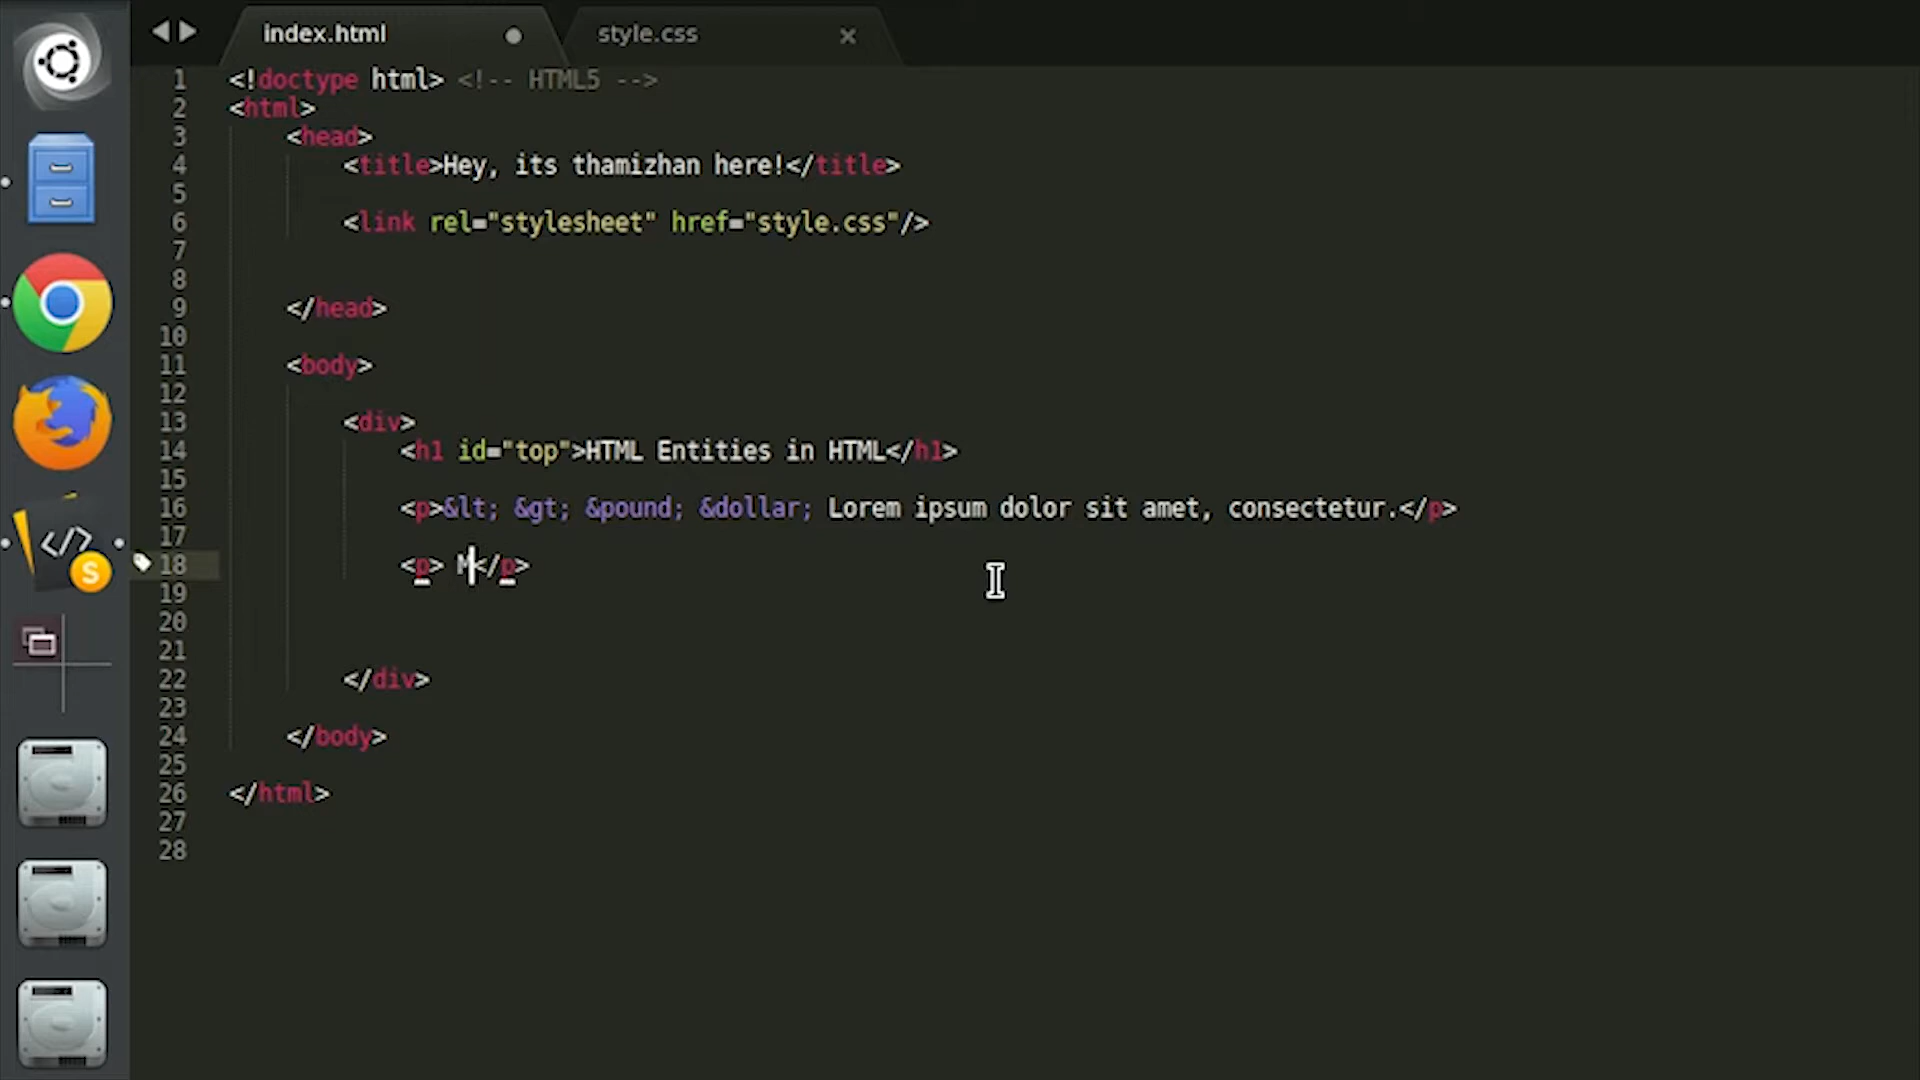 index.html style.css
1 <!doctype html> <!-- HTML5 -->
2 <html>
3 <head>
4 <title>Hey, its thamizhan here!</title>
5
6 <link rel="stylesheet" href="style.css"/>
7
8
9 </head>
10
11 <body>
12
13 <div>
14 <h1 id="top">HTML Entities in HTML</h1>
15
16 <p>&lt; &gt; &pound; &dollar; Lorem ipsum dolor sit amet, consectetur.</p>
17
18 <p> M</p>
19
20
21
22 </div>
23
24 </body>
25
26 </html>
27
28